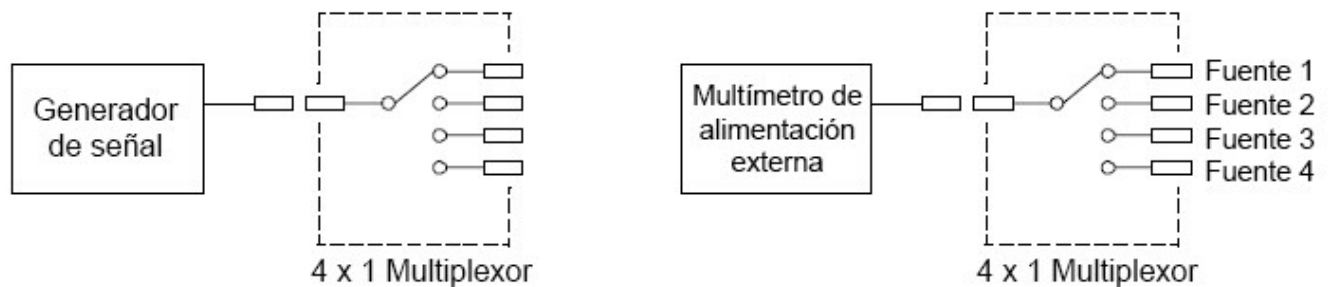 Generador
de señal
4 x 1 Multiplexor
Multímetro de
alimentación
externa
Fuente 1
Fuente 2
Fuente 3
Fuente 4
4 x 1 Multiplexor